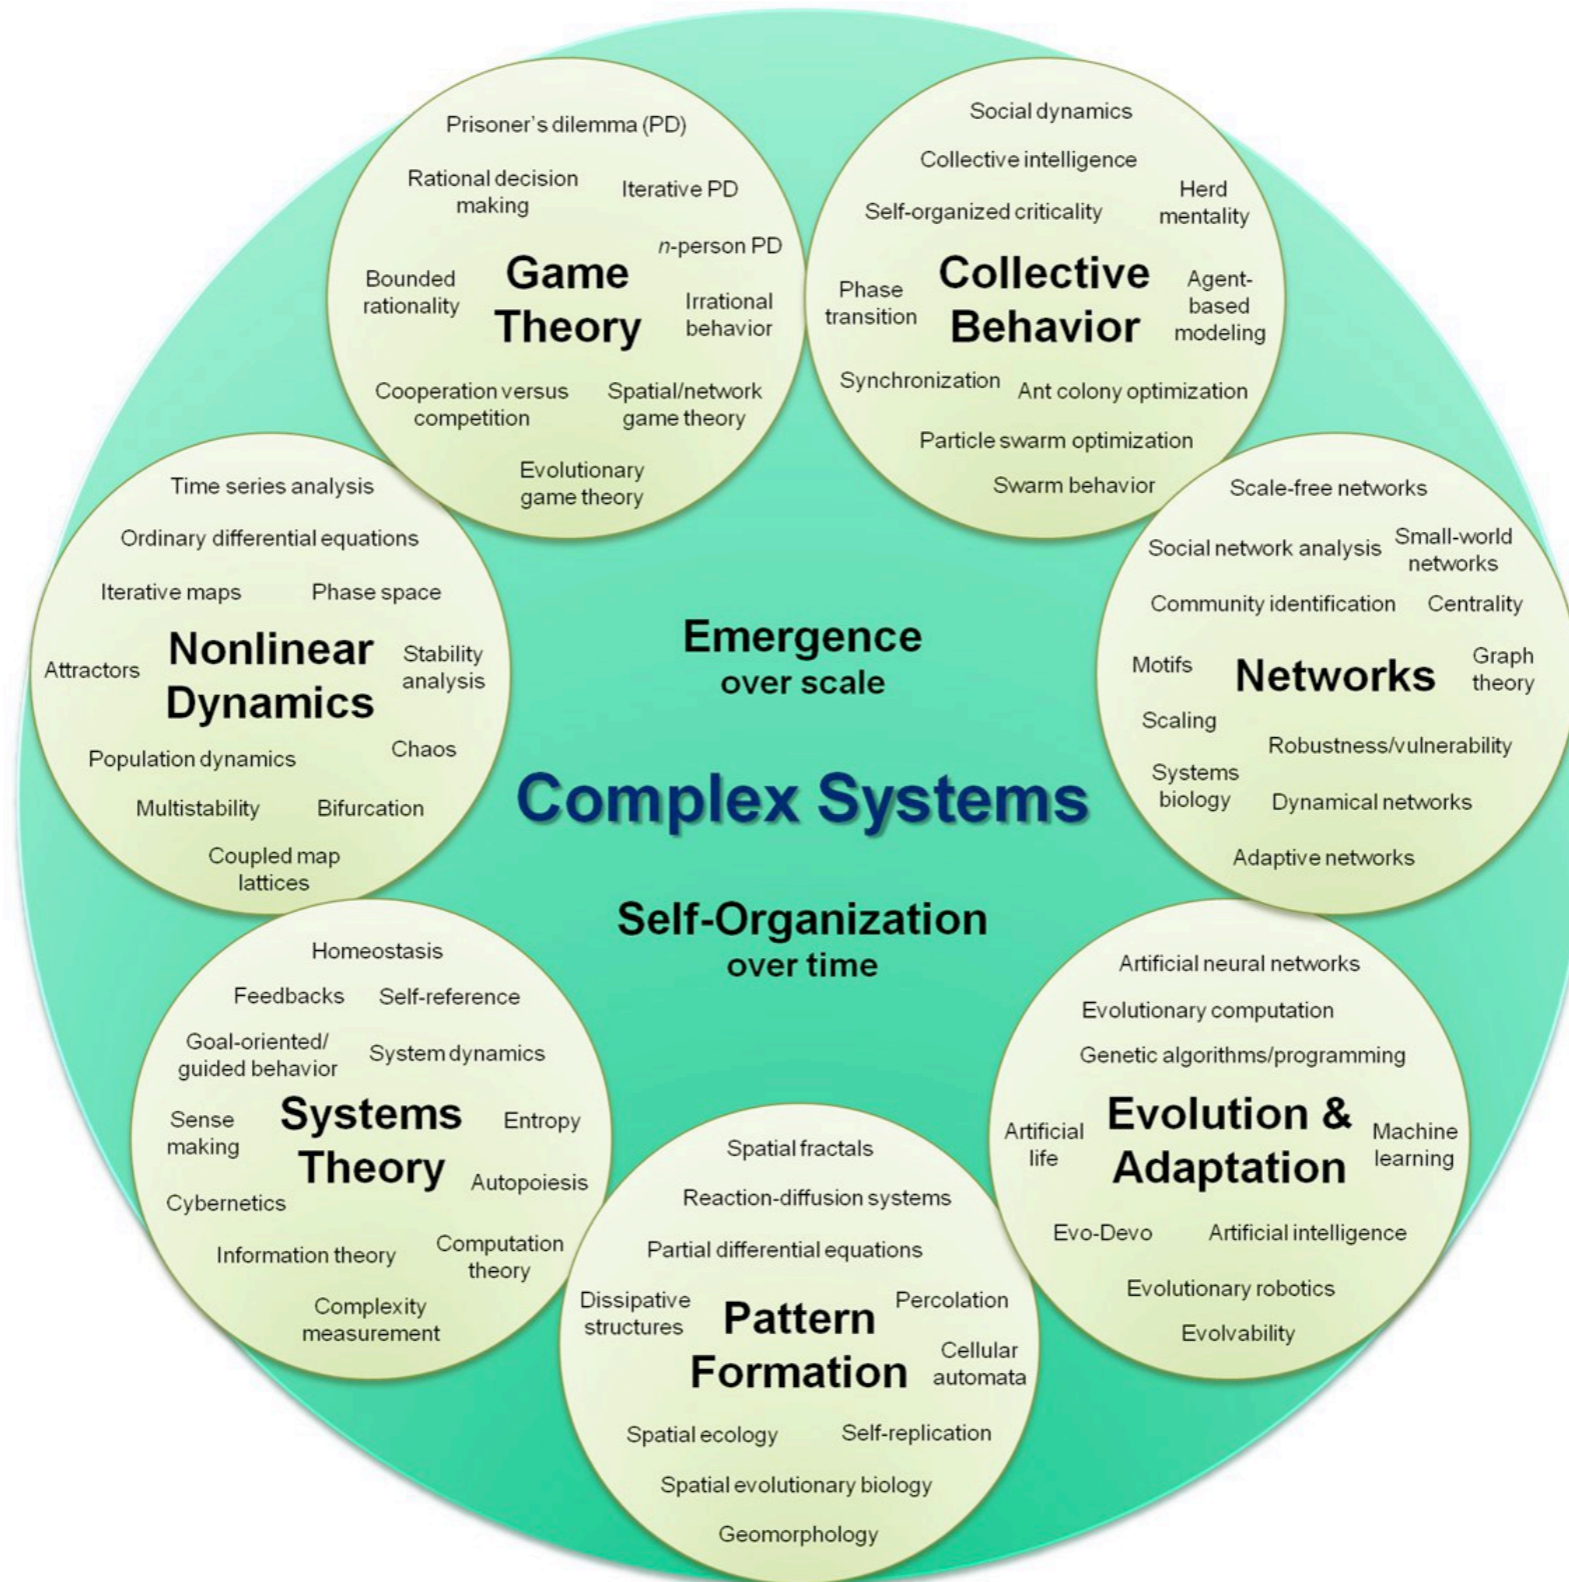 Prisoner's dilemma (PD)
Rational decision
making
Iterative PD
n-person PD
Game
Theory
Bounded
rationality
Irrational
behavior
Cooperation versus
competition
Spatial/network
game theory
Evolutionary
game theory
Social dynamics
Collective intelligence
Herd
mentality
Self-organized criticality
Collective
Behavior
Phase
transition
Agent-
based
modeling
Synchronization
Ant colony optimization
Particle swarm optimization
Swarm behavior
Time series analysis
Ordinary differential equations
Iterative maps
Phase space
Nonlinear
Dynamics
Attractors
Stability
analysis
Population dynamics
Chaos
Multistability
Bifurcation
Coupled map
lattices
Emergence
over scale
Complex Systems
Self-Organization
over time
Scale-free networks
Social network analysis
Small-world
networks
Community identification
Centrality
Motifs
Networks
Graph
theory
Scaling
Robustness/vulnerability
Systems
biology
Dynamical networks
Adaptive networks
Homeostasis
Feedbacks
Self-reference
Goal-oriented/
guided behavior
System dynamics
Sense
making
Systems
Theory
Entropy
Cybernetics
Autopoiesis
Information theory
Computation
theory
Complexity
measurement
Spatial fractals
Reaction-diffusion systems
Partial differential equations
Dissipative
structures
Pattern
Formation
Percolation
Cellular
automata
Spatial ecology
Self-replication
Spatial evolutionary biology
Geomorphology
Artificial neural networks
Evolutionary computation
Genetic algorithms/programming
Artificial
life
Evolution &
Adaptation
Machine
learning
Evo-Devo
Artificial intelligence
Evolutionary robotics
Evolvability